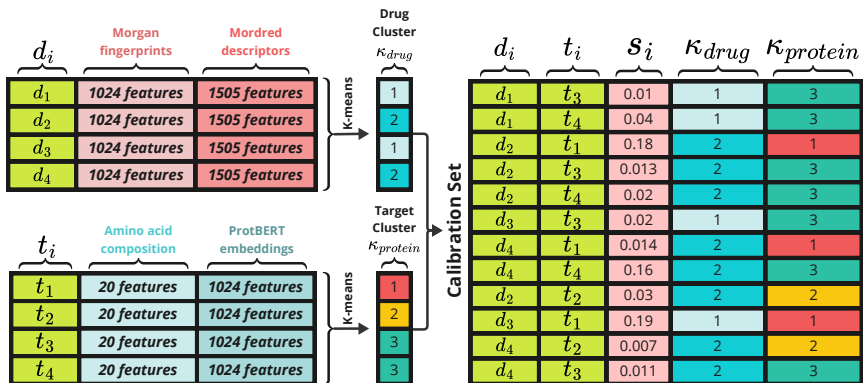 d_i
Morgan
fingerprints
Mordred
descriptors
Drug
Cluster
κ_drug
d_1 1024 features 1505 features 1
d_2 1024 features 1505 features 2
d_3 1024 features 1505 features 1
d_4 1024 features 1505 features 2
K-means
t_i
Amino acid
composition
ProtBERT
embeddings
Target
Cluster
κ_protein
t_1 20 features 1024 features 1
t_2 20 features 1024 features 2
t_3 20 features 1024 features 3
t_4 20 features 1024 features 3
K-means
Calibration Set
d_i t_i s_i κ_drug κ_protein
d_1 t_3 0.01 1 3
d_1 t_4 0.04 1 3
d_2 t_1 0.18 2 1
d_2 t_3 0.013 2 3
d_2 t_4 0.02 2 3
d_3 t_3 0.02 1 3
d_4 t_1 0.014 2 1
d_4 t_4 0.16 2 3
d_2 t_2 0.03 2 2
d_3 t_1 0.19 1 1
d_4 t_2 0.007 2 2
d_4 t_3 0.011 2 3